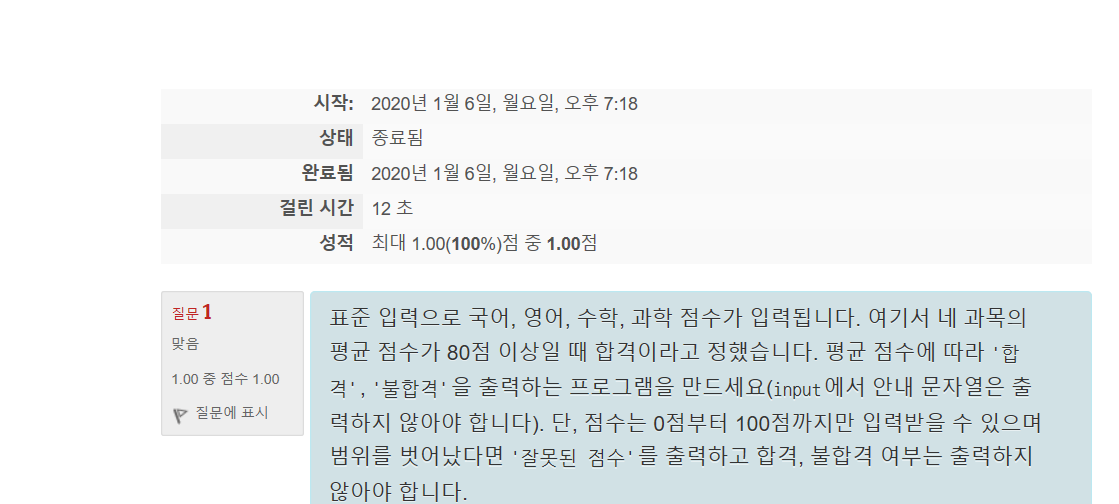 시작: 2020년 1월 6일, 월요일, 오후 7:18
상태 종료됨
완료됨 2020년 1월 6일, 월요일, 오후 7:18
걸린 시간 12 초
성적 최대 1.00(100%)점 중 1.00점
질문 1
맞음
1.00 중 점수 1.00
질문에 표시
표준 입력으로 국어, 영어, 수학, 과학 점수가 입력됩니다. 여기서 네 과목의
평균 점수가 80점 이상일 때 합격이라고 정했습니다. 평균 점수에 따라 '합
격', '불합격'을 출력하는 프로그램을 만드세요(input에서 안내 문자열은 출
력하지 않아야 합니다). 단, 점수는 0점부터 100점까지만 입력받을 수 있으며
범위를 벗어났다면 '잘못된 점수'를 출력하고 합격, 불합격 여부는 출력하지
않아야 합니다.